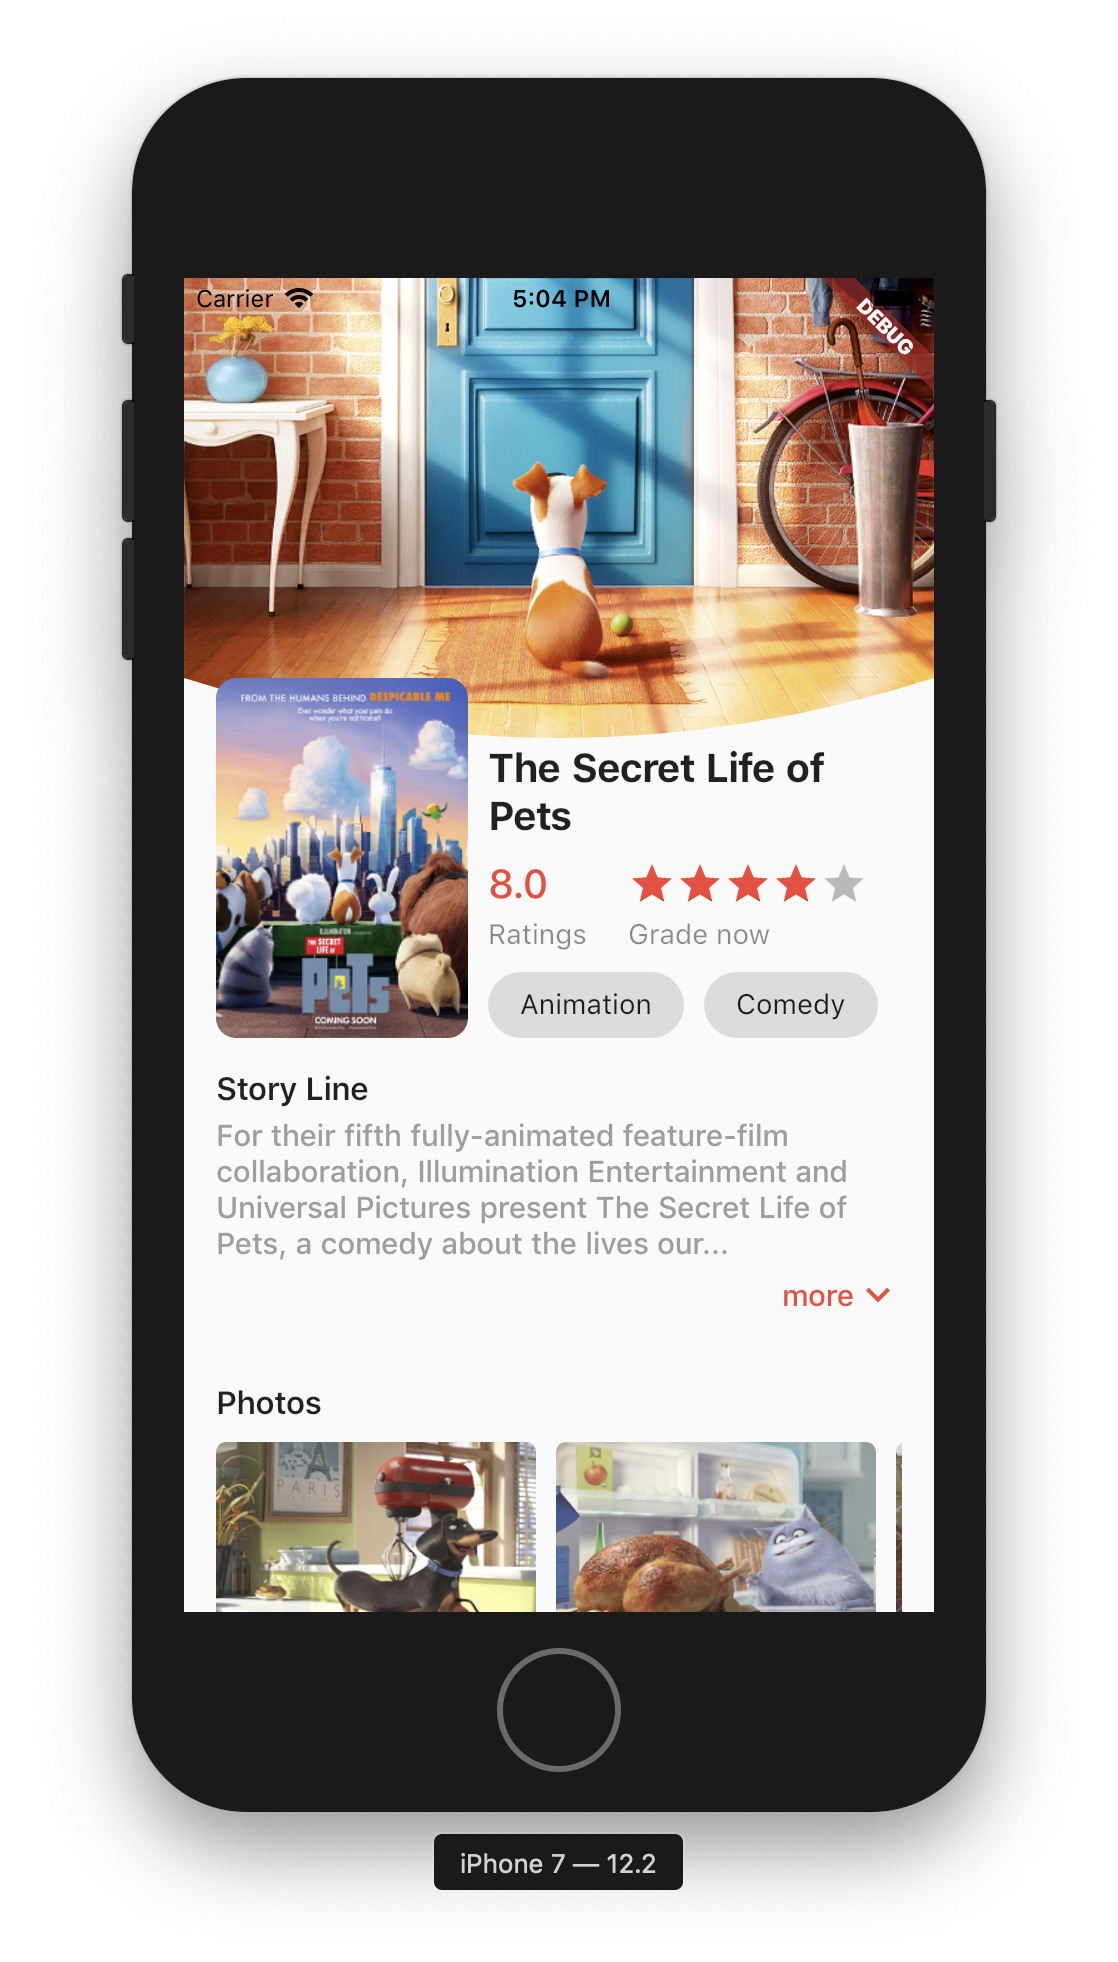 Carrier
5:04 PM
DEBUG
FROM THE HUMANS BEHIND DESPICABLE ME
Ever wonder what your pets do
when you're not home?
ILLUMINATION
THE SECRET
LIFE OF
PETS
COMING SOON
The Secret Life of
Pets
8.0
Ratings
Grade now
Animation
Comedy
Story Line
For their fifth fully-animated feature-film
collaboration, Illumination Entertainment and
Universal Pictures present The Secret Life of
Pets, a comedy about the lives our...
more
Photos
PARIS
iPhone 7 — 12.2